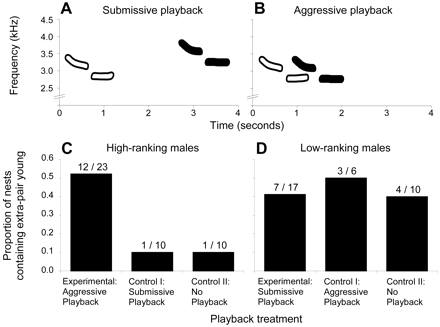 A Submissive playback
B Aggressive playback
Frequency (kHz)
4.0
3.5
3.0
2.5
0 1 2 3 4
0 1 2 3 4
Time (seconds)
C High-ranking males
D Low-ranking males
Proportion of nests
containing extra-pair young
0.6
0.5
0.4
0.3
0.2
0.1
0.0
12 / 23
1 / 10
1 / 10
7 / 17
3 / 6
4 / 10
Experimental:
Aggressive
Playback
Control I:
Submissive
Playback
Control II:
No
Playback
Experimental:
Submissive
Playback
Control I:
Aggressive
Playback
Control II:
No
Playback
Playback treatment